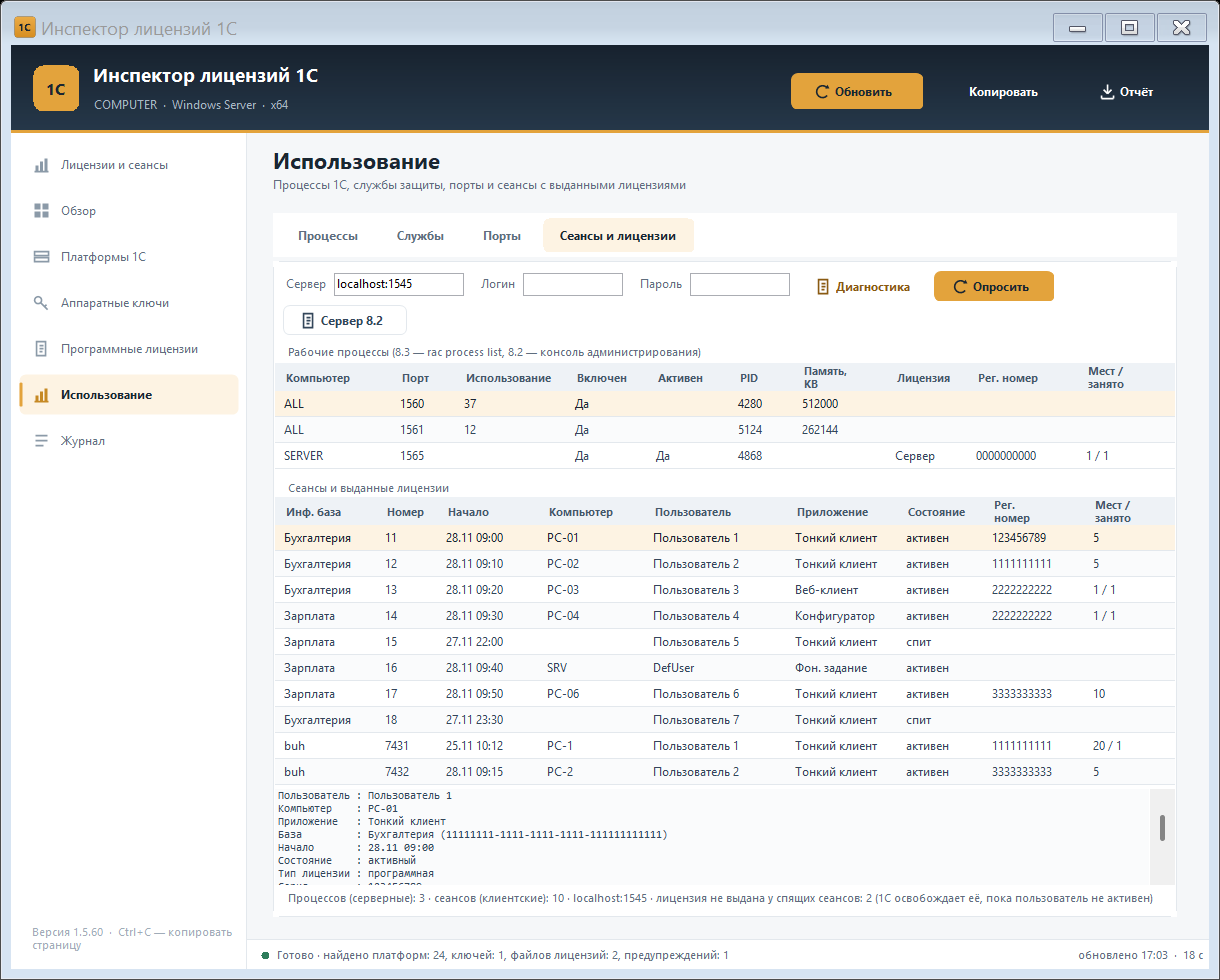 1С Инспектор лицензий 1С
1С
Инспектор лицензий 1С
COMPUTER · Windows Server · x64
Обновить
Копировать
Отчёт
Лицензии и сеансы
Обзор
Платформы 1С
Аппаратные ключи
Программные лицензии
Использование
Журнал
Версия 1.5.60 · Ctrl+C — копировать
страницу
Использование
Процессы 1С, службы защиты, порты и сеансы с выданными лицензиями
Процессы Службы Порты Сеансы и лицензии
Сервер localhost:1545 Логин Пароль Диагностика Опросить
Сервер 8.2
Рабочие процессы (8.3 — rac process list, 8.2 — консоль администрирования)
Компьютер Порт Использование Включен Активен PID Память, КВ Лицензия Рег. номер Мест / занято
ALL 1560 37 Да 4280 512000
ALL 1561 12 Да 5124 262144
SERVER 1565 Да Да 4868 Сервер 0000000000 1 / 1
Сеансы и выданные лицензии
Инф. база Номер Начало Компьютер Пользователь Приложение Состояние Рег. номер Мест / занято
Бухгалтерия 11 28.11 09:00 PC-01 Пользователь 1 Тонкий клиент активен 123456789 5
Бухгалтерия 12 28.11 09:10 PC-02 Пользователь 2 Тонкий клиент активен 1111111111 5
Бухгалтерия 13 28.11 09:20 PC-03 Пользователь 3 Веб-клиент активен 2222222222 1 / 1
Зарплата 14 28.11 09:30 PC-04 Пользователь 4 Конфигуратор активен 2222222222 1 / 1
Зарплата 15 27.11 22:00 Пользователь 5 Тонкий клиент спит
Зарплата 16 28.11 09:40 SRV DefUser Фон. задание активен
Зарплата 17 28.11 09:50 PC-06 Пользователь 6 Тонкий клиент активен 3333333333 10
Бухгалтерия 18 27.11 23:30 Пользователь 7 Тонкий клиент спит
buh 7431 25.11 10:12 PC-1 Пользователь 1 Тонкий клиент активен 1111111111 20 / 1
buh 7432 28.11 09:15 PC-2 Пользователь 2 Тонкий клиент активен 3333333333 5
Пользователь : Пользователь 1
Компьютер : PC-01
Приложение : Тонкий клиент
База : Бухгалтерия (11111111-1111-1111-1111-111111111111)
Начало : 28.11 09:00
Состояние : активный
Тип лицензии : программная
Процессов (серверные): 3 · сеансов (клиентские): 10 · localhost:1545 · лицензия не выдана у спящих сеансов: 2 (1С освобождает её, пока пользователь не активен)
Готово · найдено платформ: 24, ключей: 1, файлов лицензий: 2, предупреждений: 1
обновлено 17:03 · 18 с